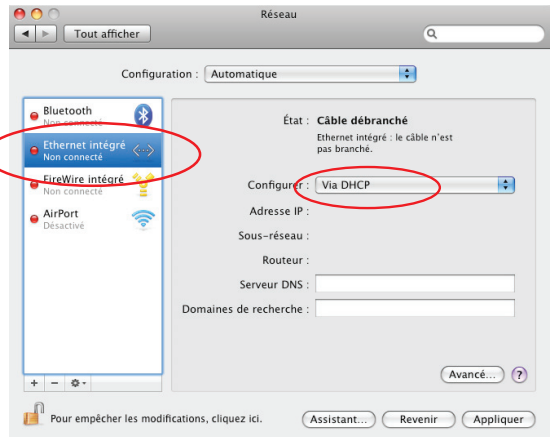 Réseau
Tout afficher
Configuration : Automatique
Bluetooth
Non connecté
Ethernet intégré
Non connecté
FireWire intégré
Non connecté
AirPort
Désactivé
État : Câble débranché
Ethernet intégré : le câble n'est
pas branché.
Configurer : Via DHCP
Adresse IP :
Sous-réseau :
Routeur :
Serveur DNS :
Domaines de recherche :
Avancé... ?
+ −
Pour empêcher les modifications, cliquez ici.
Assistant... Revenir Appliquer